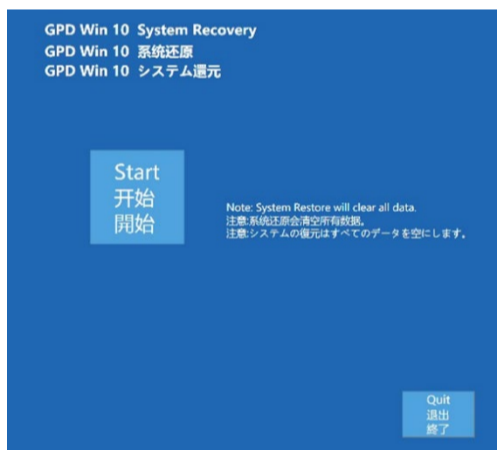 GPD Win 10 System Recovery
GPD Win 10 系统还原
GPD Win 10 システム還元
Start
开始
開始
Note: System Restore will clear all data.
注意:系统还原会清空所有数据。
注意:システムの復元はすべてのデータを空にします。
Quit
退出
終了